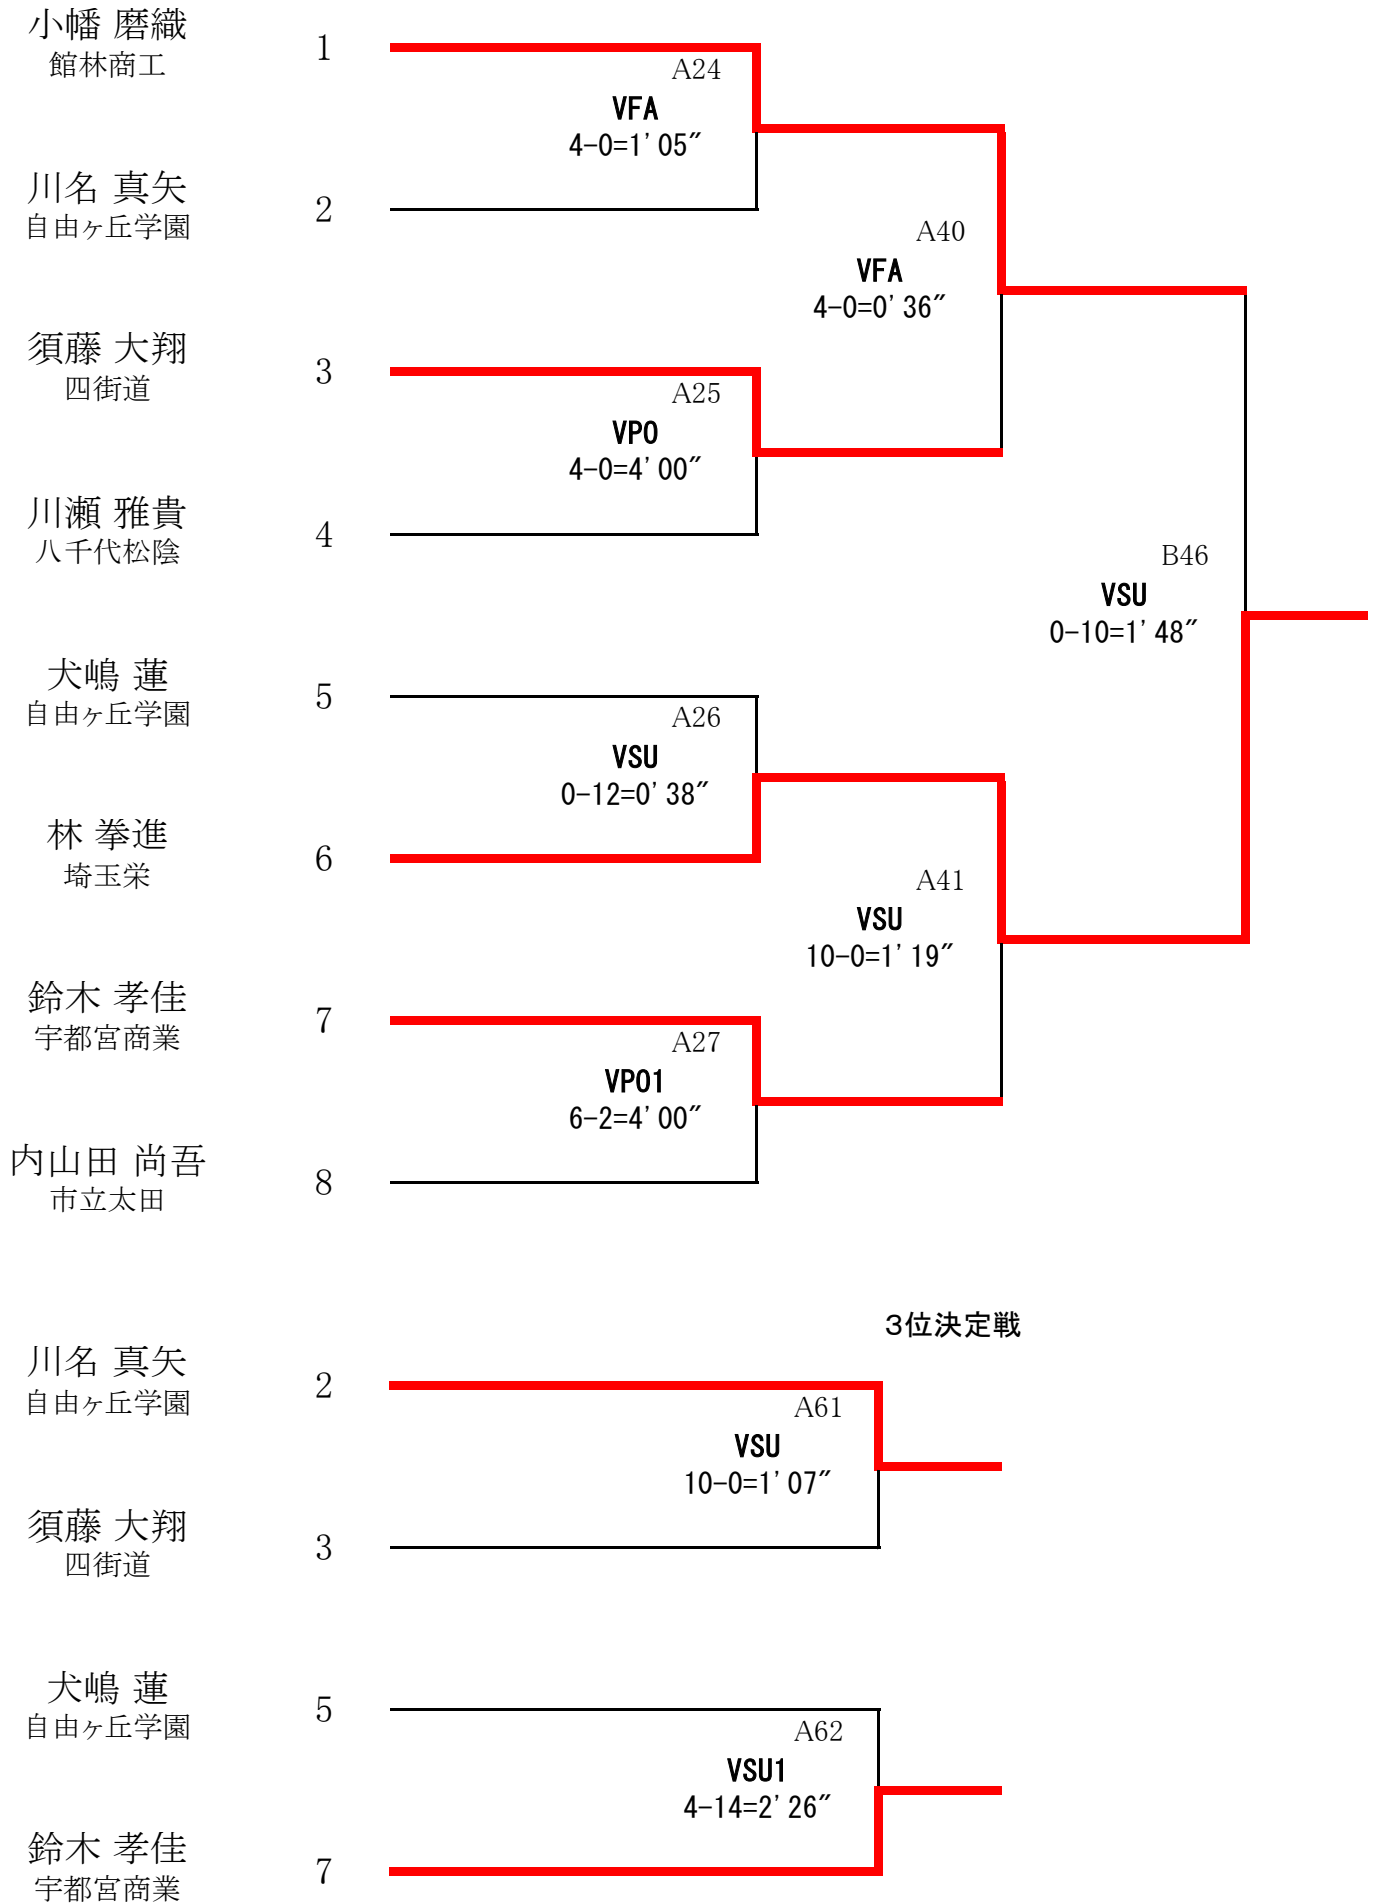 小幡 磨織
館林商工
1
A24
VFA
4-0=1'05″
川名 真矢
自由ヶ丘学園
2
A40
VFA
4-0=0'36″
須藤 大翔
四街道
3
A25
VPO
4-0=4'00″
川瀬 雅貴
八千代松陰
4
B46
VSU
0-10=1'48″
犬嶋 蓮
自由ヶ丘学園
5
A26
VSU
0-12=0'38″
林 拳進
埼玉栄
6
A41
VSU
10-0=1'19″
鈴木 孝佳
宇都宮商業
7
A27
VPO1
6-2=4'00″
内山田 尚吾
市立太田
8
3位決定戦
川名 真矢
自由ヶ丘学園
2
A61
VSU
10-0=1'07″
須藤 大翔
四街道
3
犬嶋 蓮
自由ヶ丘学園
5
A62
VSU1
4-14=2'26″
鈴木 孝佳
宇都宮商業
7